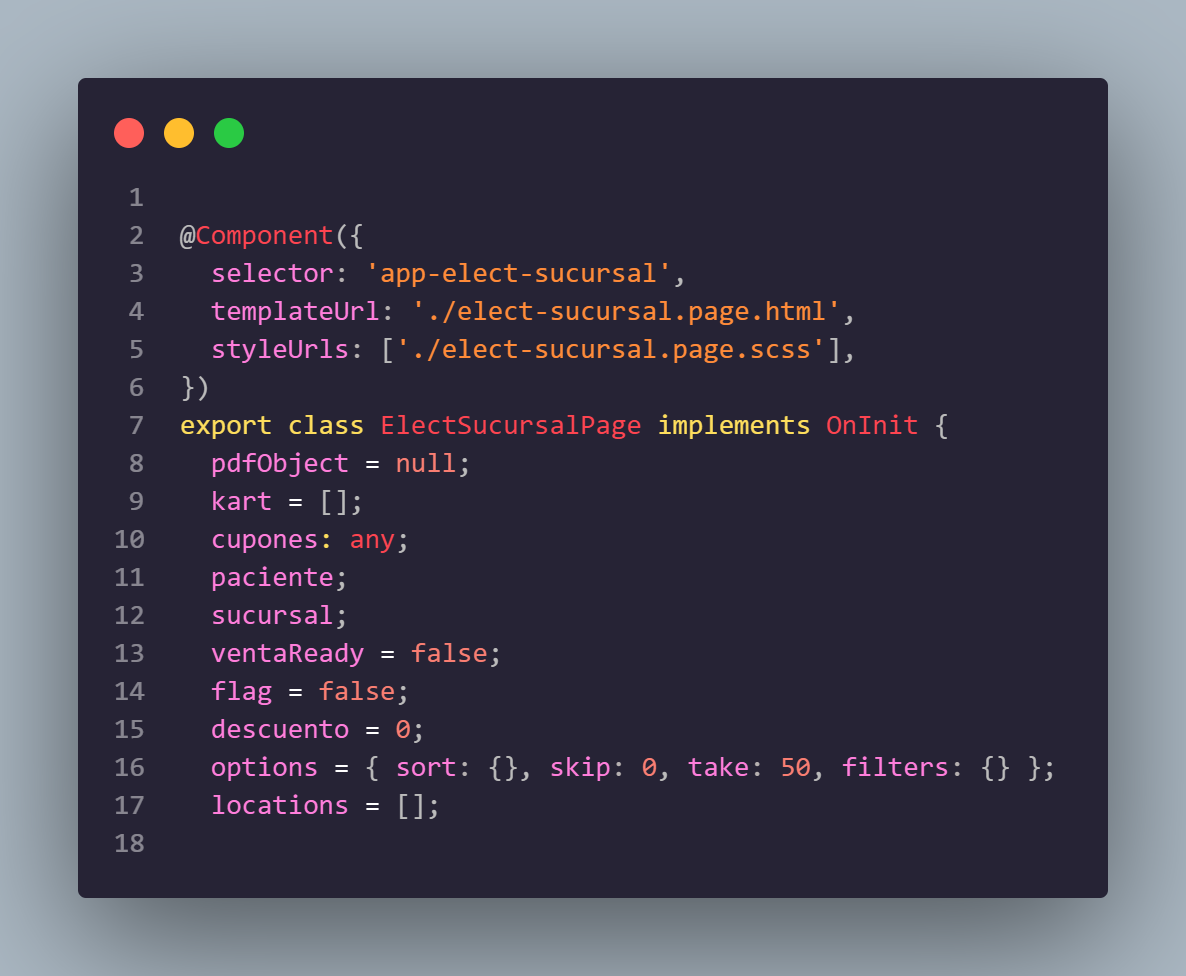 1
2 @Component({
3   selector: 'app-elect-sucursal',
4   templateUrl: './elect-sucursal.page.html',
5   styleUrls: ['./elect-sucursal.page.scss'],
6 })
7 export class ElectSucursalPage implements OnInit {
8   pdfObject = null;
9   kart = [];
10   cupones: any;
11   paciente;
12   sucursal;
13   ventaReady = false;
14   flag = false;
15   descuento = 0;
16   options = { sort: {}, skip: 0, take: 50, filters: {} };
17   locations = [];
18